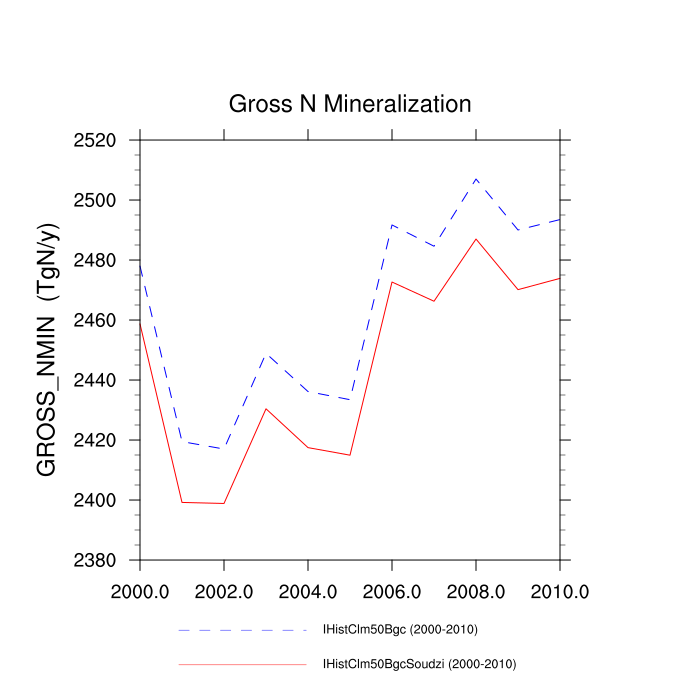 Gross N Mineralization
GROSS_NMIN (TgN/y)
2520
2500
2480
2460
2440
2420
2400
2380
2000.0 2002.0 2004.0 2006.0 2008.0 2010.0
IHistClm50Bgc (2000-2010)
IHistClm50BgcSoudzi (2000-2010)